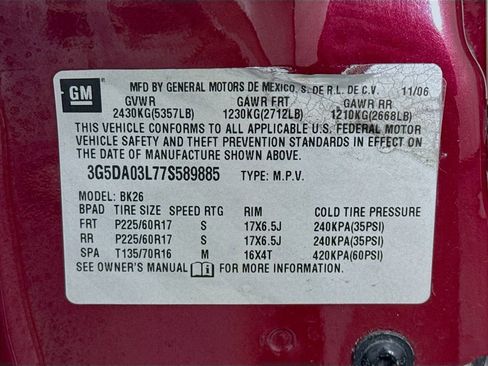 GM
MFD BY GENERAL MOTORS DE MEXICO, S. DE R.L. DE C.V. 11/06
GVWR GAWR FRT GAWR RR
2430KG(5357LB) 1230KG(2712LB) 1210KG(2668LB)
THIS VEHICLE CONFORMS TO ALL APPLICABLE U.S. FEDERAL MOTOR
VEHICLE SAFETY AND THEFT PREVENTION STANDARDS IN EFFECT ON
DATE OF MANUFACTURE SHOWN ABOVE.
3G5DA03L77S589885 TYPE: M.P.V.
MODEL: BK26
BPAD TIRE SIZE SPEED RTG RIM COLD TIRE PRESSURE
FRT P225/60R17 S 17X6.5J 240KPA(35PSI)
RR P225/60R17 S 17X6.5J 240KPA(35PSI)
SPA T135/70R16 M 16X4T 420KPA(60PSI)
SEE OWNER'S MANUAL FOR MORE INFORMATION